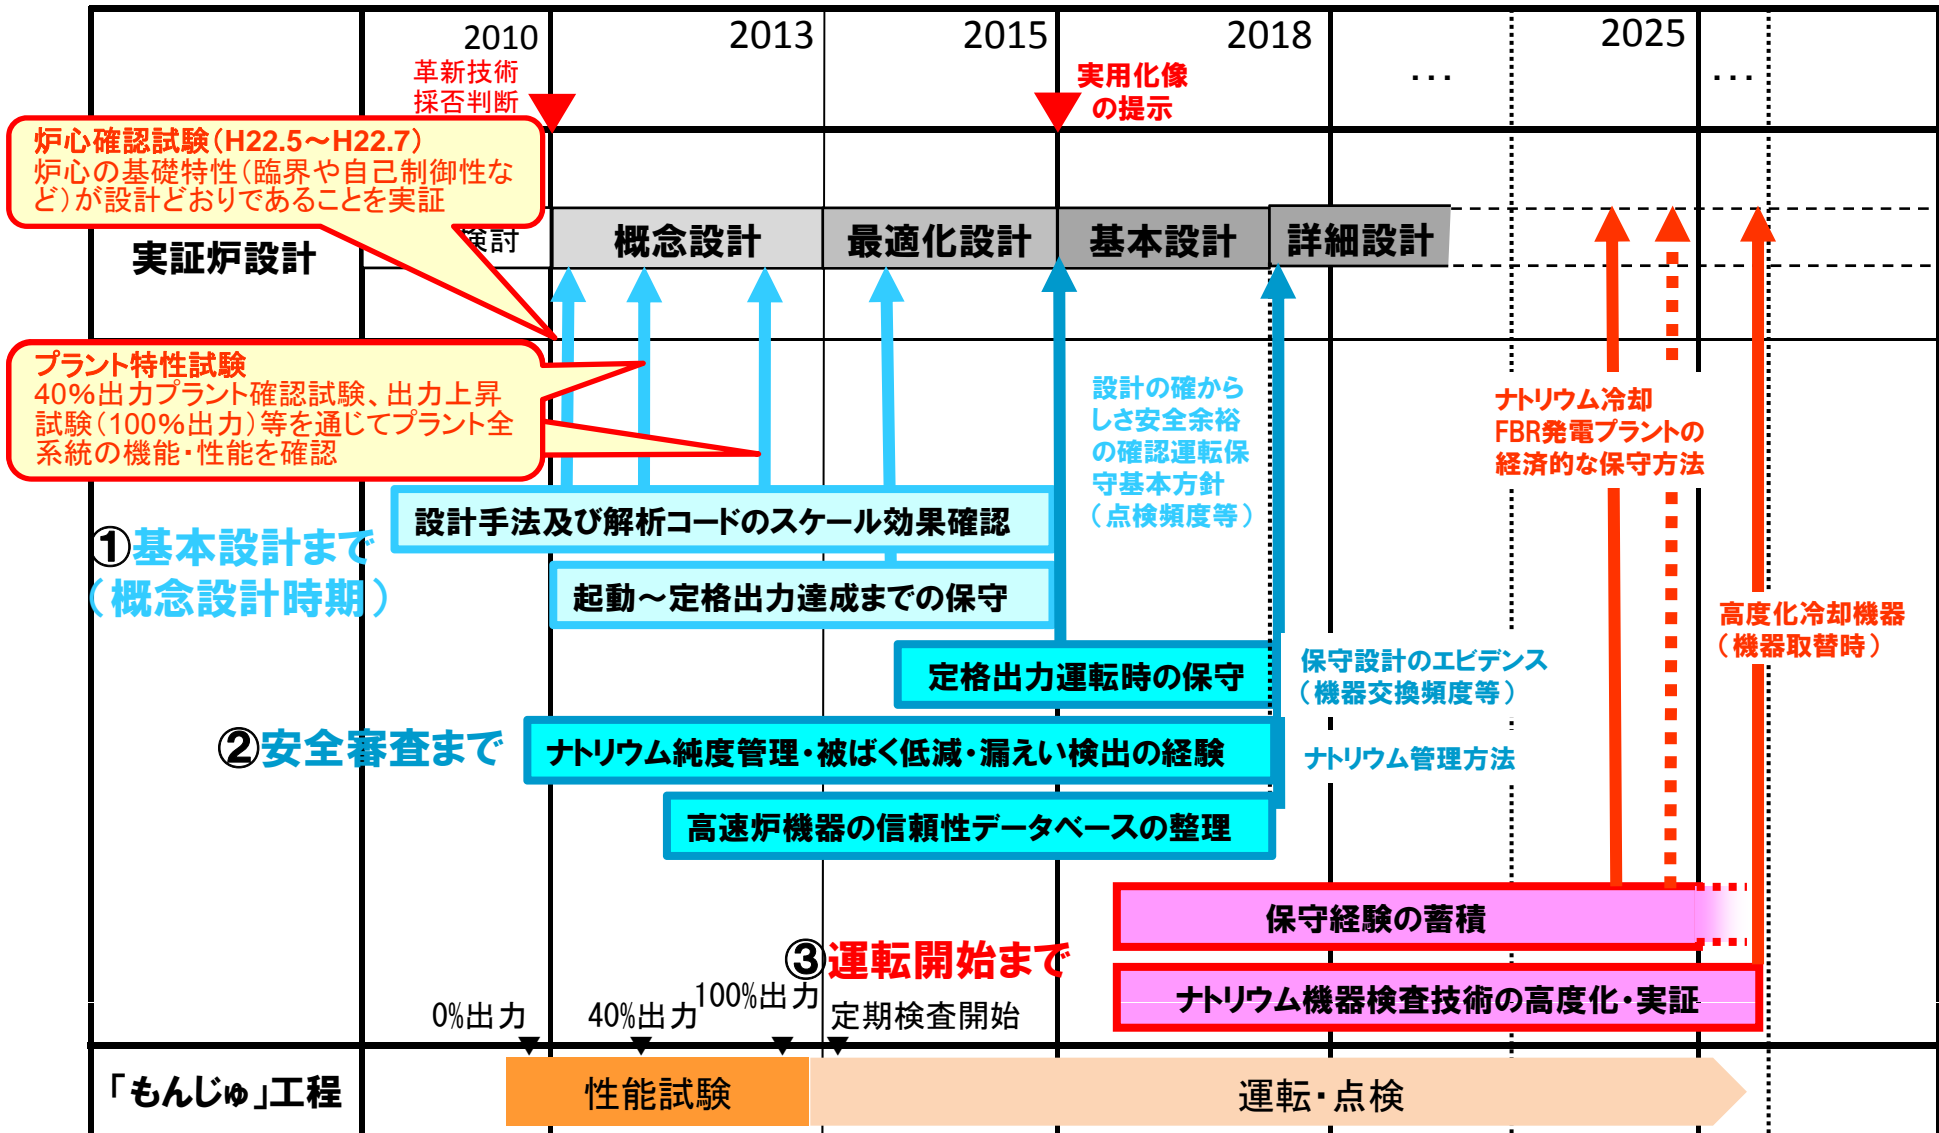 2010
2013
2015
2018
2025
革新技術
採否判断
実用化像
の提示
･･･
･･･
炉心確認試験(H22.5～H22.7)
炉心の基礎特性(臨界や自己制御性な
ど)が設計どおりであることを実証
実証炉設計
検討
概念設計
最適化設計
基本設計
詳細設計
プラント特性試験
40%出力プラント確認試験、出力上昇
試験(100%出力)等を通じてプラント全
系統の機能・性能を確認
設計の確から
しさ安全余裕
の確認運転保
守基本方針
(点検頻度等)
ナトリウム冷却
FBR発電プラントの
経済的な保守方法
①基本設計まで
(概念設計時期)
設計手法及び解析コードのスケール効果確認
起動～定格出力達成までの保守
高度化冷却機器
(機器取替時)
定格出力運転時の保守
保守設計のエビデンス
(機器交換頻度等)
②安全審査まで
ナトリウム純度管理・被ばく低減・漏えい検出の経験
ナトリウム管理方法
高速炉機器の信頼性データベースの整理
保守経験の蓄積
③運転開始まで
ナトリウム機器検査技術の高度化・実証
0%出力
40%出力
100%出力
定期検査開始
「もんじゅ」工程
性能試験
運転・点検